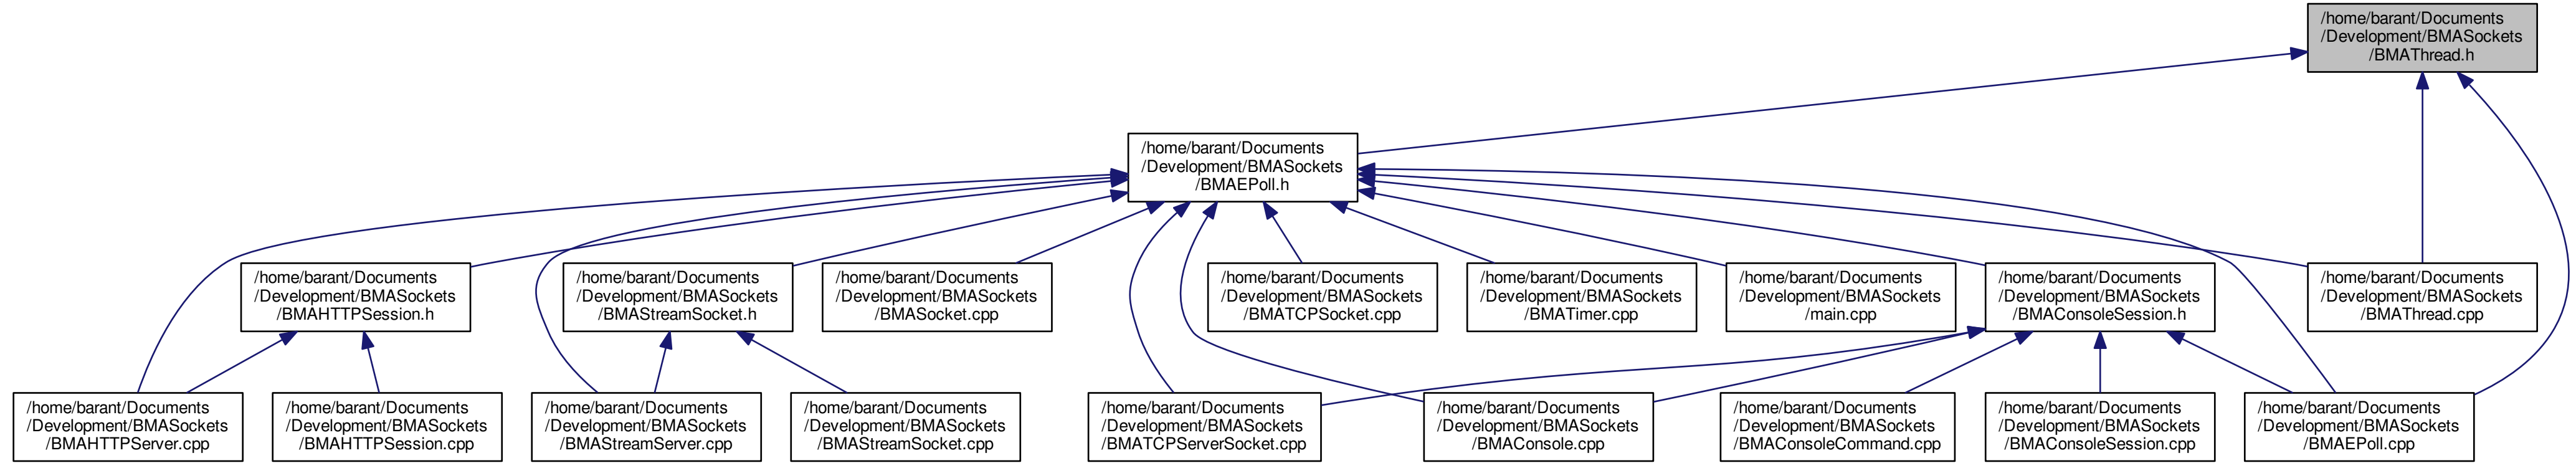 /home/barant/Documents
/Development/BMASockets
/BMAThread.h
/home/barant/Documents
/Development/BMASockets
/BMAEPoll.h
/home/barant/Documents
/Development/BMASockets
/BMAHTTPSession.h
/home/barant/Documents
/Development/BMASockets
/BMAStreamSocket.h
/home/barant/Documents
/Development/BMASockets
/BMASocket.cpp
/home/barant/Documents
/Development/BMASockets
/BMATCPSocket.cpp
/home/barant/Documents
/Development/BMASockets
/BMATimer.cpp
/home/barant/Documents
/Development/BMASockets
/main.cpp
/home/barant/Documents
/Development/BMASockets
/BMAConsoleSession.h
/home/barant/Documents
/Development/BMASockets
/BMAThread.cpp
/home/barant/Documents
/Development/BMASockets
/BMAHTTPServer.cpp
/home/barant/Documents
/Development/BMASockets
/BMAHTTPSession.cpp
/home/barant/Documents
/Development/BMASockets
/BMAStreamServer.cpp
/home/barant/Documents
/Development/BMASockets
/BMAStreamSocket.cpp
/home/barant/Documents
/Development/BMASockets
/BMATCPServerSocket.cpp
/home/barant/Documents
/Development/BMASockets
/BMAConsole.cpp
/home/barant/Documents
/Development/BMASockets
/BMAConsoleCommand.cpp
/home/barant/Documents
/Development/BMASockets
/BMAConsoleSession.cpp
/home/barant/Documents
/Development/BMASockets
/BMAEPoll.cpp